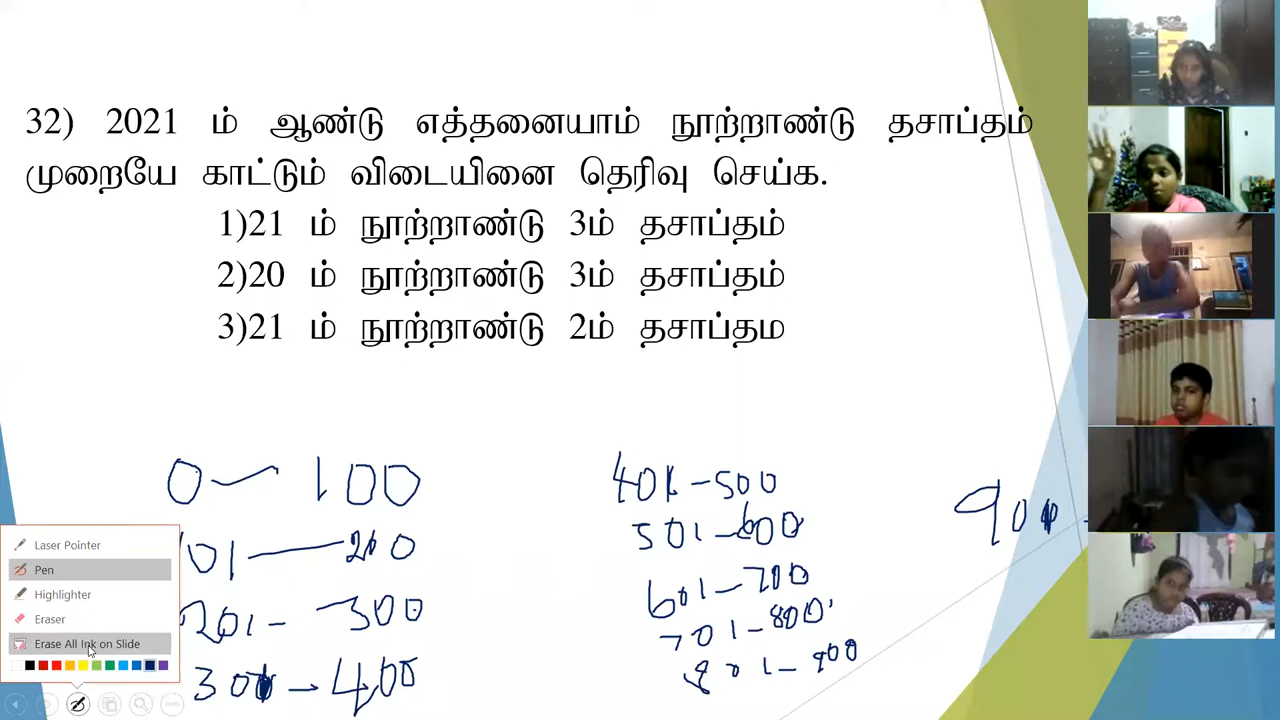 32) 2021 ம் ஆண்டு எத்தனையாம் நூற்றாண்டு தசாப்தம்
முறையே காட்டும் விடையினை தெரிவு செய்க.
1)21 ம் நூற்றாண்டு 3ம் தசாப்தம்
2)20 ம் நூற்றாண்டு 3ம் தசாப்தம்
3)21 ம் நூற்றாண்டு 2ம் தசாப்தம
0 - 100
101 - 200
201 - 300
301 - 400
401 - 500
501 - 600
601 - 700
701 - 800
801 - 900
Laser Pointer
Pen
Highlighter
Eraser
Erase All Ink on Slide